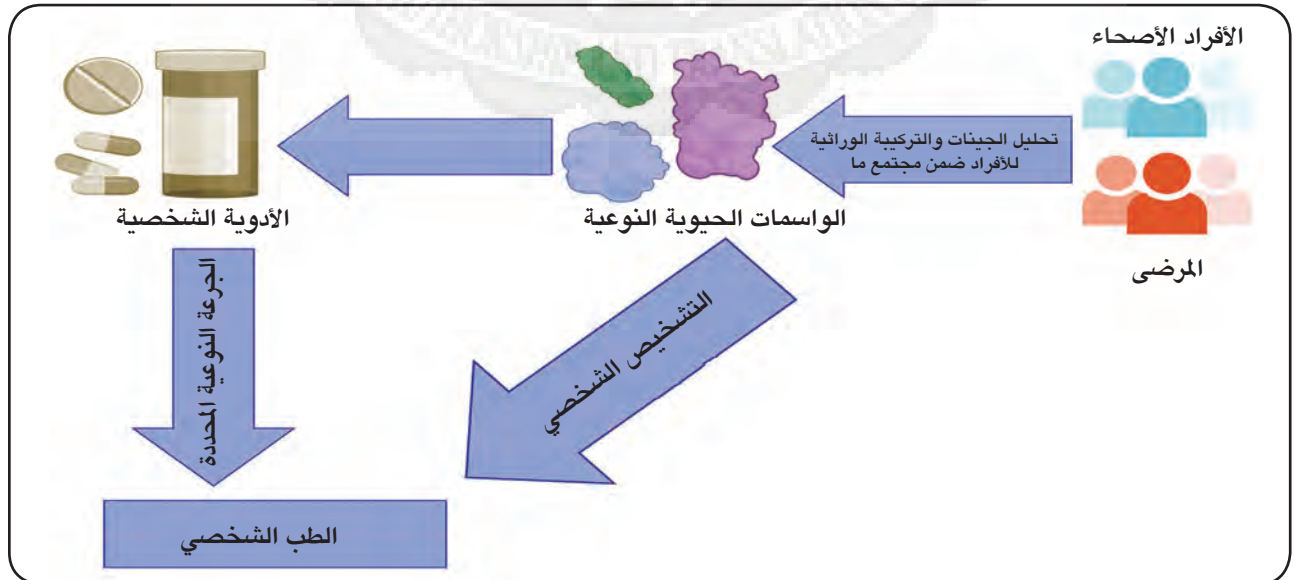 الأفراد الأصحاء
تحليل الجينات والتركيبة الوراثية
للأفراد ضمن مجتمع ما
المرضى
الواسمات الحيوية النوعية
الأدوية الشخصية
التشخيص الشخصي
الجرعة النوعية المحددة
الطب الشخصي